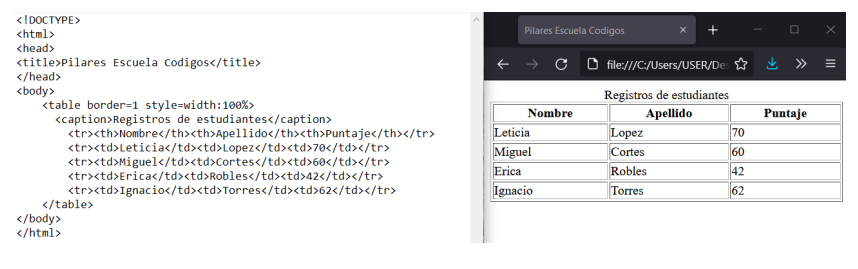 <!DOCTYPE>
<html>
<head>
<title>Pilares Escuela Codigos</title>
</head>
<body>
<table border=1 style=width:100%>
<caption>Registros de estudiantes</caption>
<tr><th>Nombre</th><th>Apellido</th><th>Puntaje</th></tr>
<tr><td>Leticia</td><td>Lopez</td><td>70</td></tr>
<tr><td>Miguel</td><td>Cortes</td><td>60</td></tr>
<tr><td>Erica</td><td>Robles</td><td>42</td></tr>
<tr><td>Ignacio</td><td>Torres</td><td>62</td></tr>
</table>
</body>
</html>
Pilares Escuela Codigos
file:///C:/Users/USER/De
Registros de estudiantes
Nombre Apellido Puntaje
Leticia Lopez 70
Miguel Cortes 60
Erica Robles 42
Ignacio Torres 62